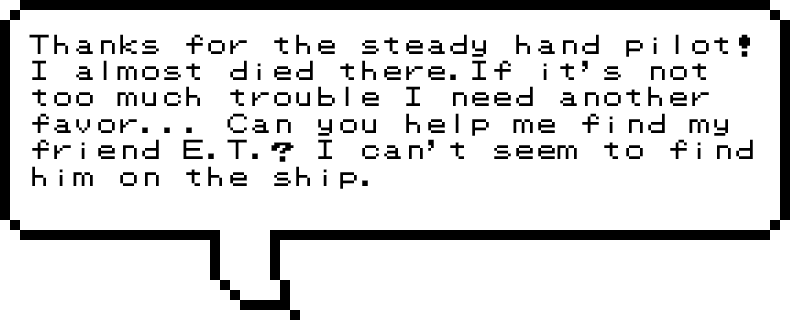 Thanks for the steady hand pilot!
I almost died there.If it's not
too much trouble I need another
favor... Can you help me find my
friend E.T.? I can't seem to find
him on the ship.